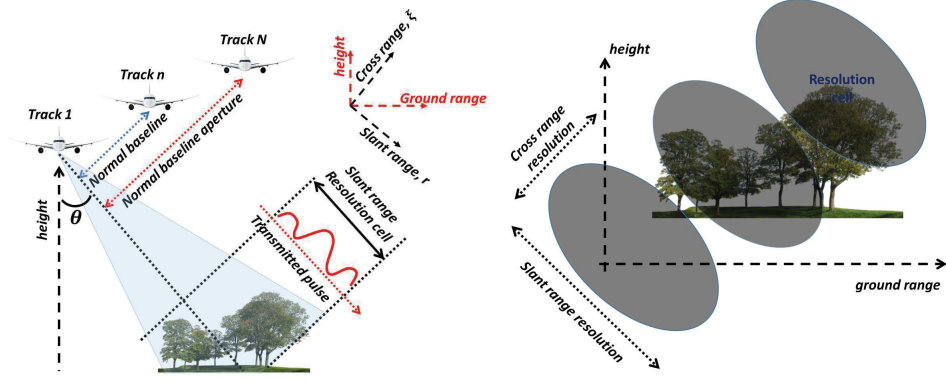 Track N
Track n
Track 1
Normal baseline
Normal baseline aperture
height
θ
height
Cross range, ξ
Ground range
Slant range, r
Slant range
Resolution cell
Transmitted pulse
height
Resolution
cell
Cross range
resolution
Slant range resolution
ground range